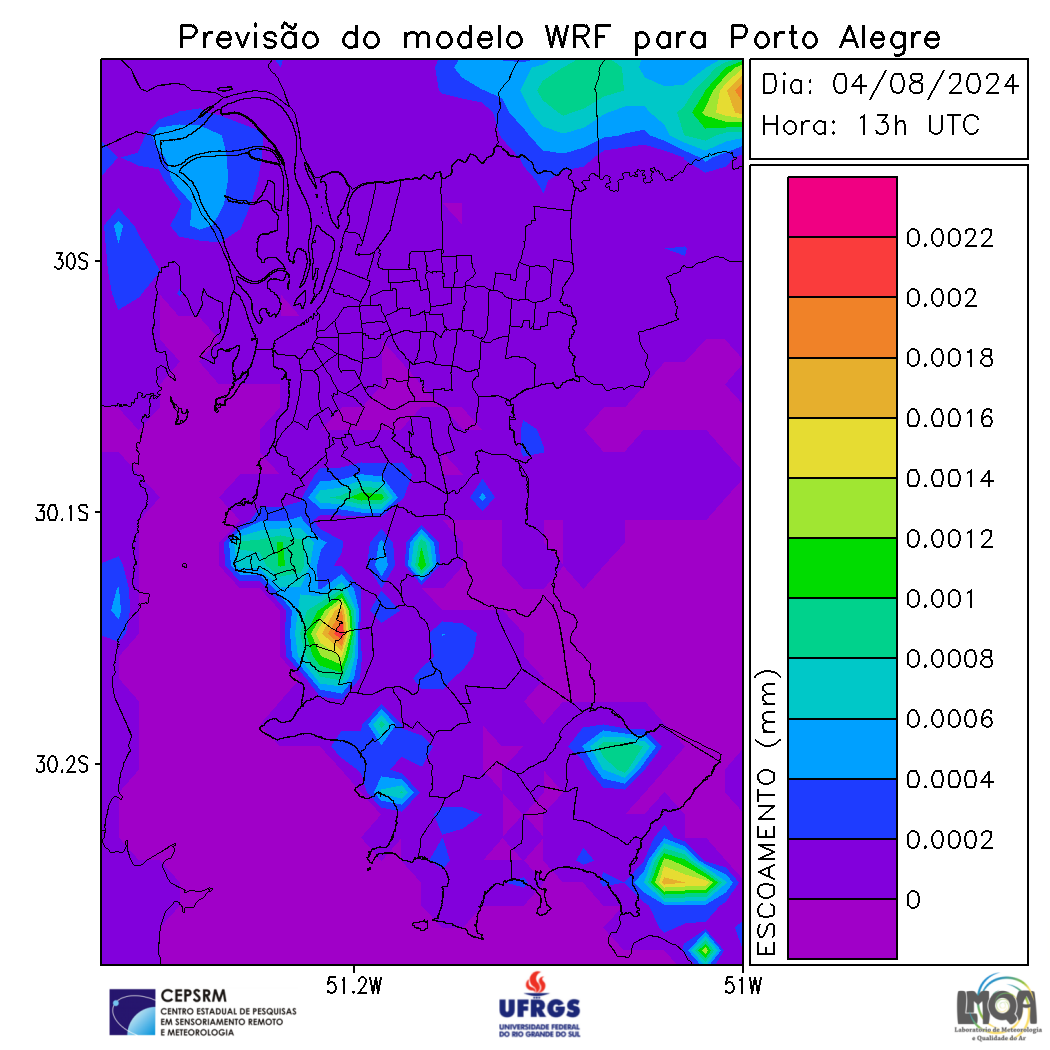 Previsão do modelo WRF para Porto Alegre
Dia: 04/08/2024
Hora: 13h UTC
30S
30.1S
30.2S
51.2W
51W
ESCOAMENTO (mm)
0.0022
0.002
0.0018
0.0016
0.0014
0.0012
0.001
0.0008
0.0006
0.0004
0.0002
0
CEPSRM
CENTRO ESTADUAL DE PESQUISAS
EM SENSORIAMENTO REMOTO
E METEOROLOGIA
UFRGS
UNIVERSIDADE FEDERAL
DO RIO GRANDE DO SUL
LMQA
Laboratório de Meteorologia
e Qualidade do Ar